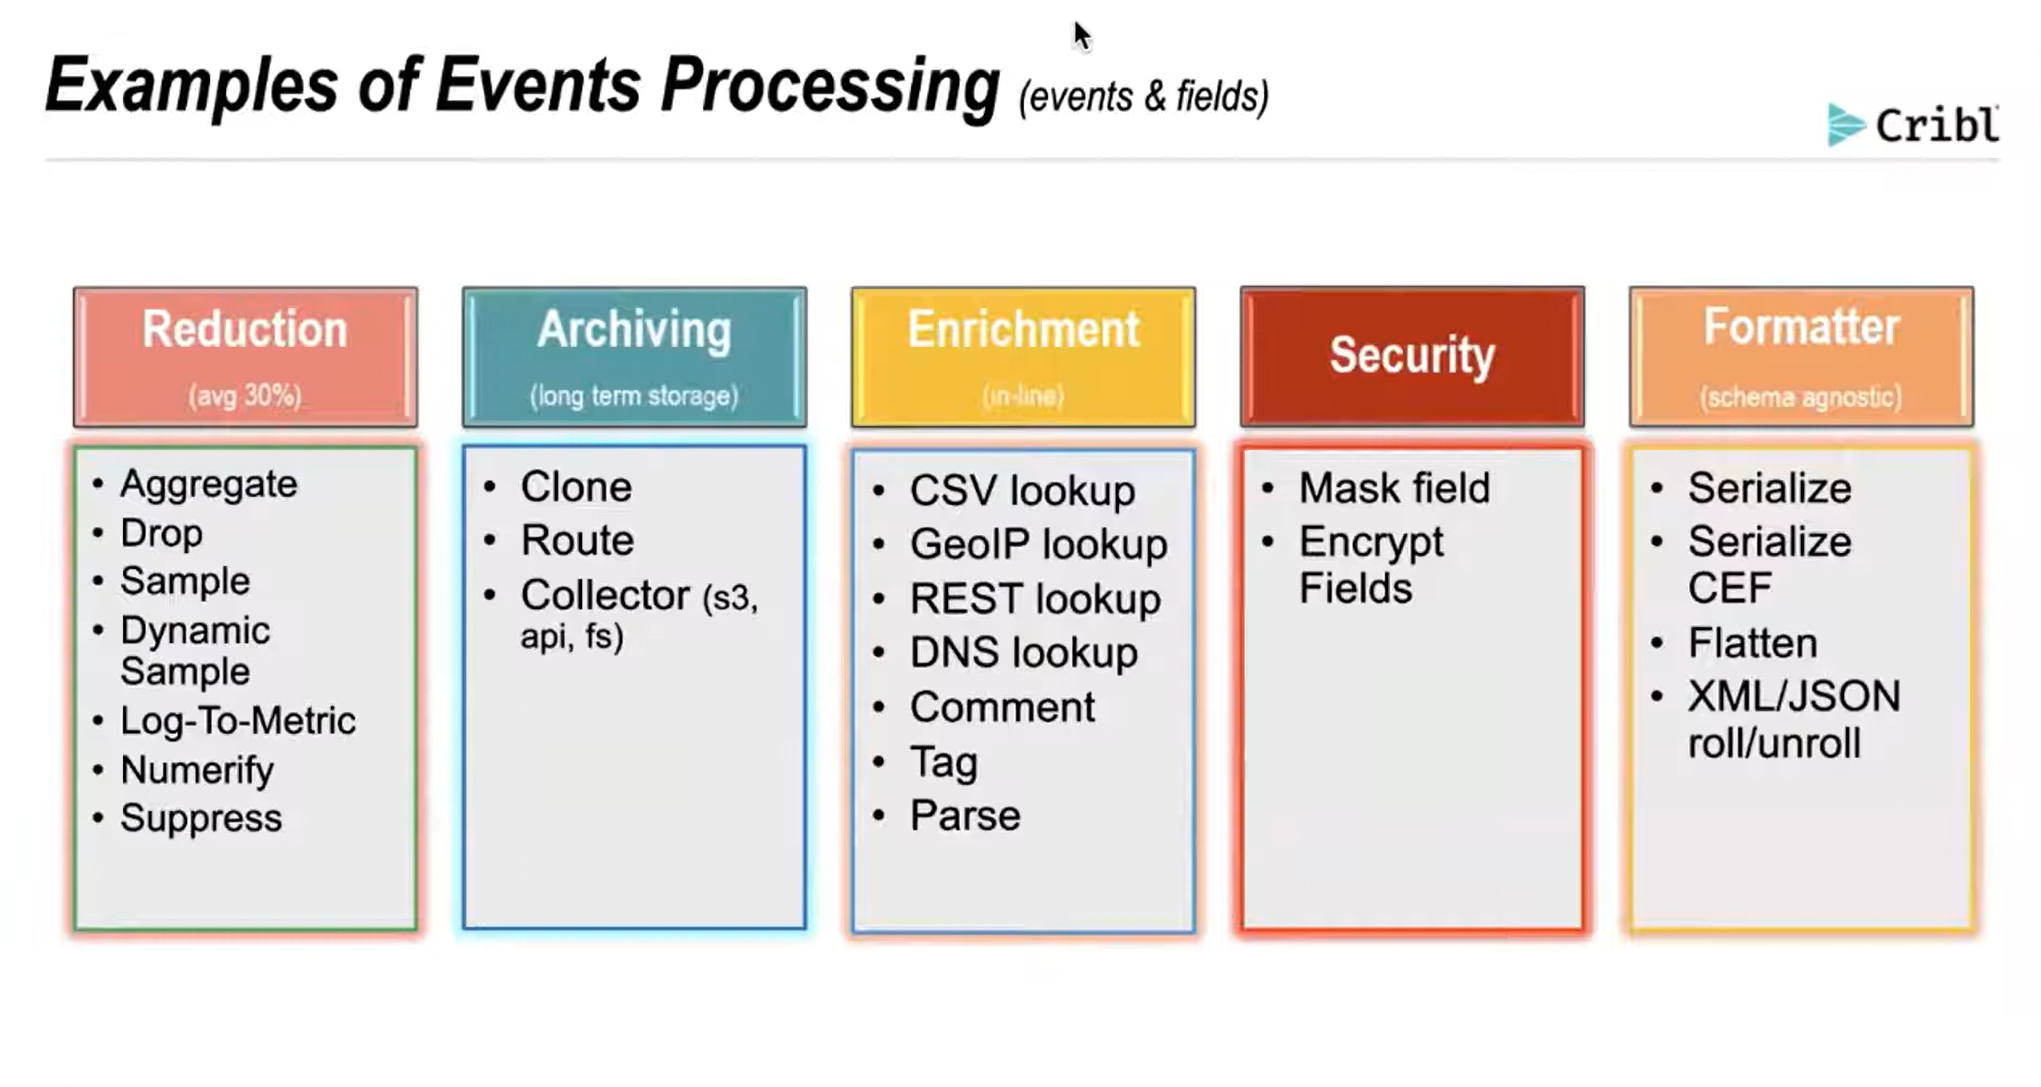 Examples of Events Processing (events & fields)
Cribl
Reduction
(avg 30%)
• Aggregate
• Drop
• Sample
• Dynamic
Sample
• Log-To-Metric
• Numerify
• Suppress
Archiving
(long term storage)
• Clone
• Route
• Collector (s3,
api, fs)
Enrichment
(in-line)
• CSV lookup
• GeoIP lookup
• REST lookup
• DNS lookup
• Comment
• Tag
• Parse
Security
• Mask field
• Encrypt
Fields
Formatter
(schema agnostic)
• Serialize
• Serialize
CEF
• Flatten
• XML/JSON
roll/unroll